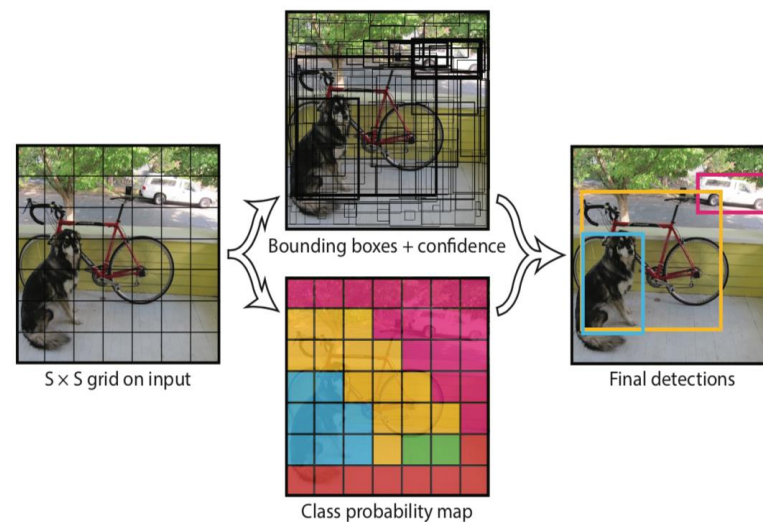 Bounding boxes + confidence
S × S grid on input
Final detections
Class probability map